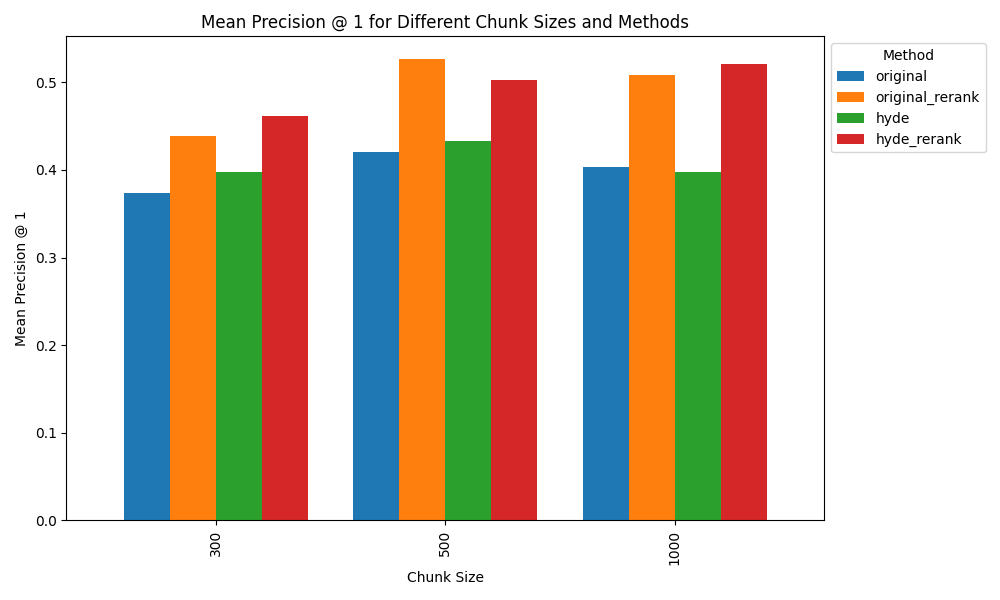 Mean Precision @ 1 for Different Chunk Sizes and Methods
Mean Precision @ 1
0.5
0.4
0.3
0.2
0.1
0.0
300
500
1000
Chunk Size
Method
original
original_rerank
hyde
hyde_rerank